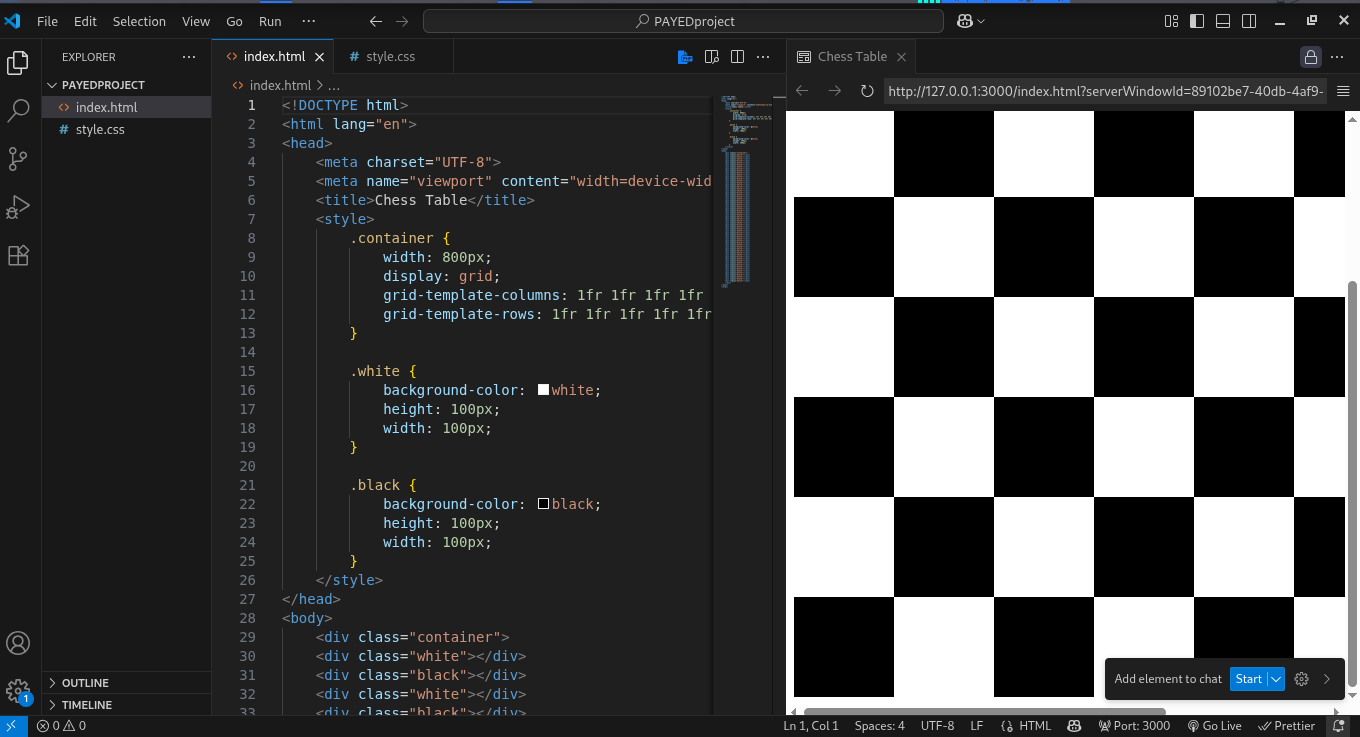 File Edit Selection View Go Run ··· PAYEDproject
EXPLORER ···
PAYEDPROJECT
index.html
style.css
OUTLINE
TIMELINE
1
index.html style.css ···
index.html > ...
1 <!DOCTYPE html>
2 <html lang="en">
3 <head>
4 <meta charset="UTF-8">
5 <meta name="viewport" content="width=device-wid
6 <title>Chess Table</title>
7 <style>
8 .container {
9 width: 800px;
10 display: grid;
11 grid-template-columns: 1fr 1fr 1fr 1fr
12 grid-template-rows: 1fr 1fr 1fr 1fr 1fr
13 }
14
15 .white {
16 background-color: white;
17 height: 100px;
18 width: 100px;
19 }
20
21 .black {
22 background-color: black;
23 height: 100px;
24 width: 100px;
25 }
26 </style>
27 </head>
28 <body>
29 <div class="container">
30 <div class="white"></div>
31 <div class="black"></div>
32 <div class="white"></div>
33 <div class="black"></div>
Chess Table ···
http://127.0.0.1:3000/index.html?serverWindowId=89102be7-40db-4af9-
Add element to chat Start
0 0 Ln 1, Col 1 Spaces: 4 UTF-8 LF {} HTML Port: 3000 Go Live Prettier